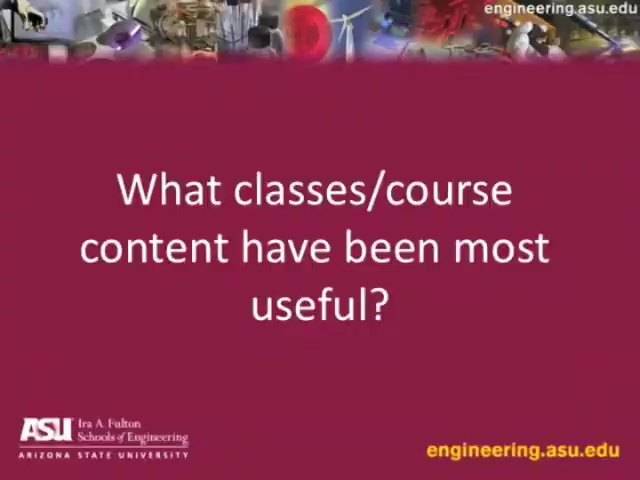 engineering.asu.edu
What classes/course
content have been most
useful?
ASU Ira A. Fulton
Schools of Engineering
ARIZONA STATE UNIVERSITY
engineering.asu.edu